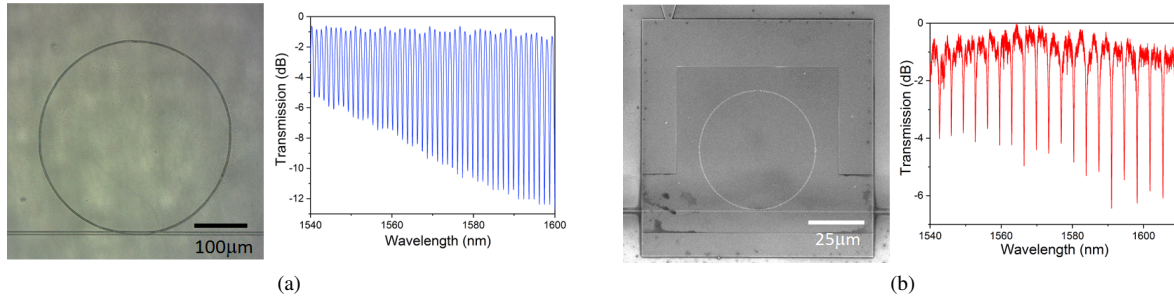 100μm
Transmission (dB)
0
-2
-4
-6
-8
-10
-12
1540
1560
1580
1600
Wavelength (nm)
(a)
25μm
Transmission (dB)
0
-2
-4
-6
1540
1560
1580
1600
Wavelength (nm)
(b)